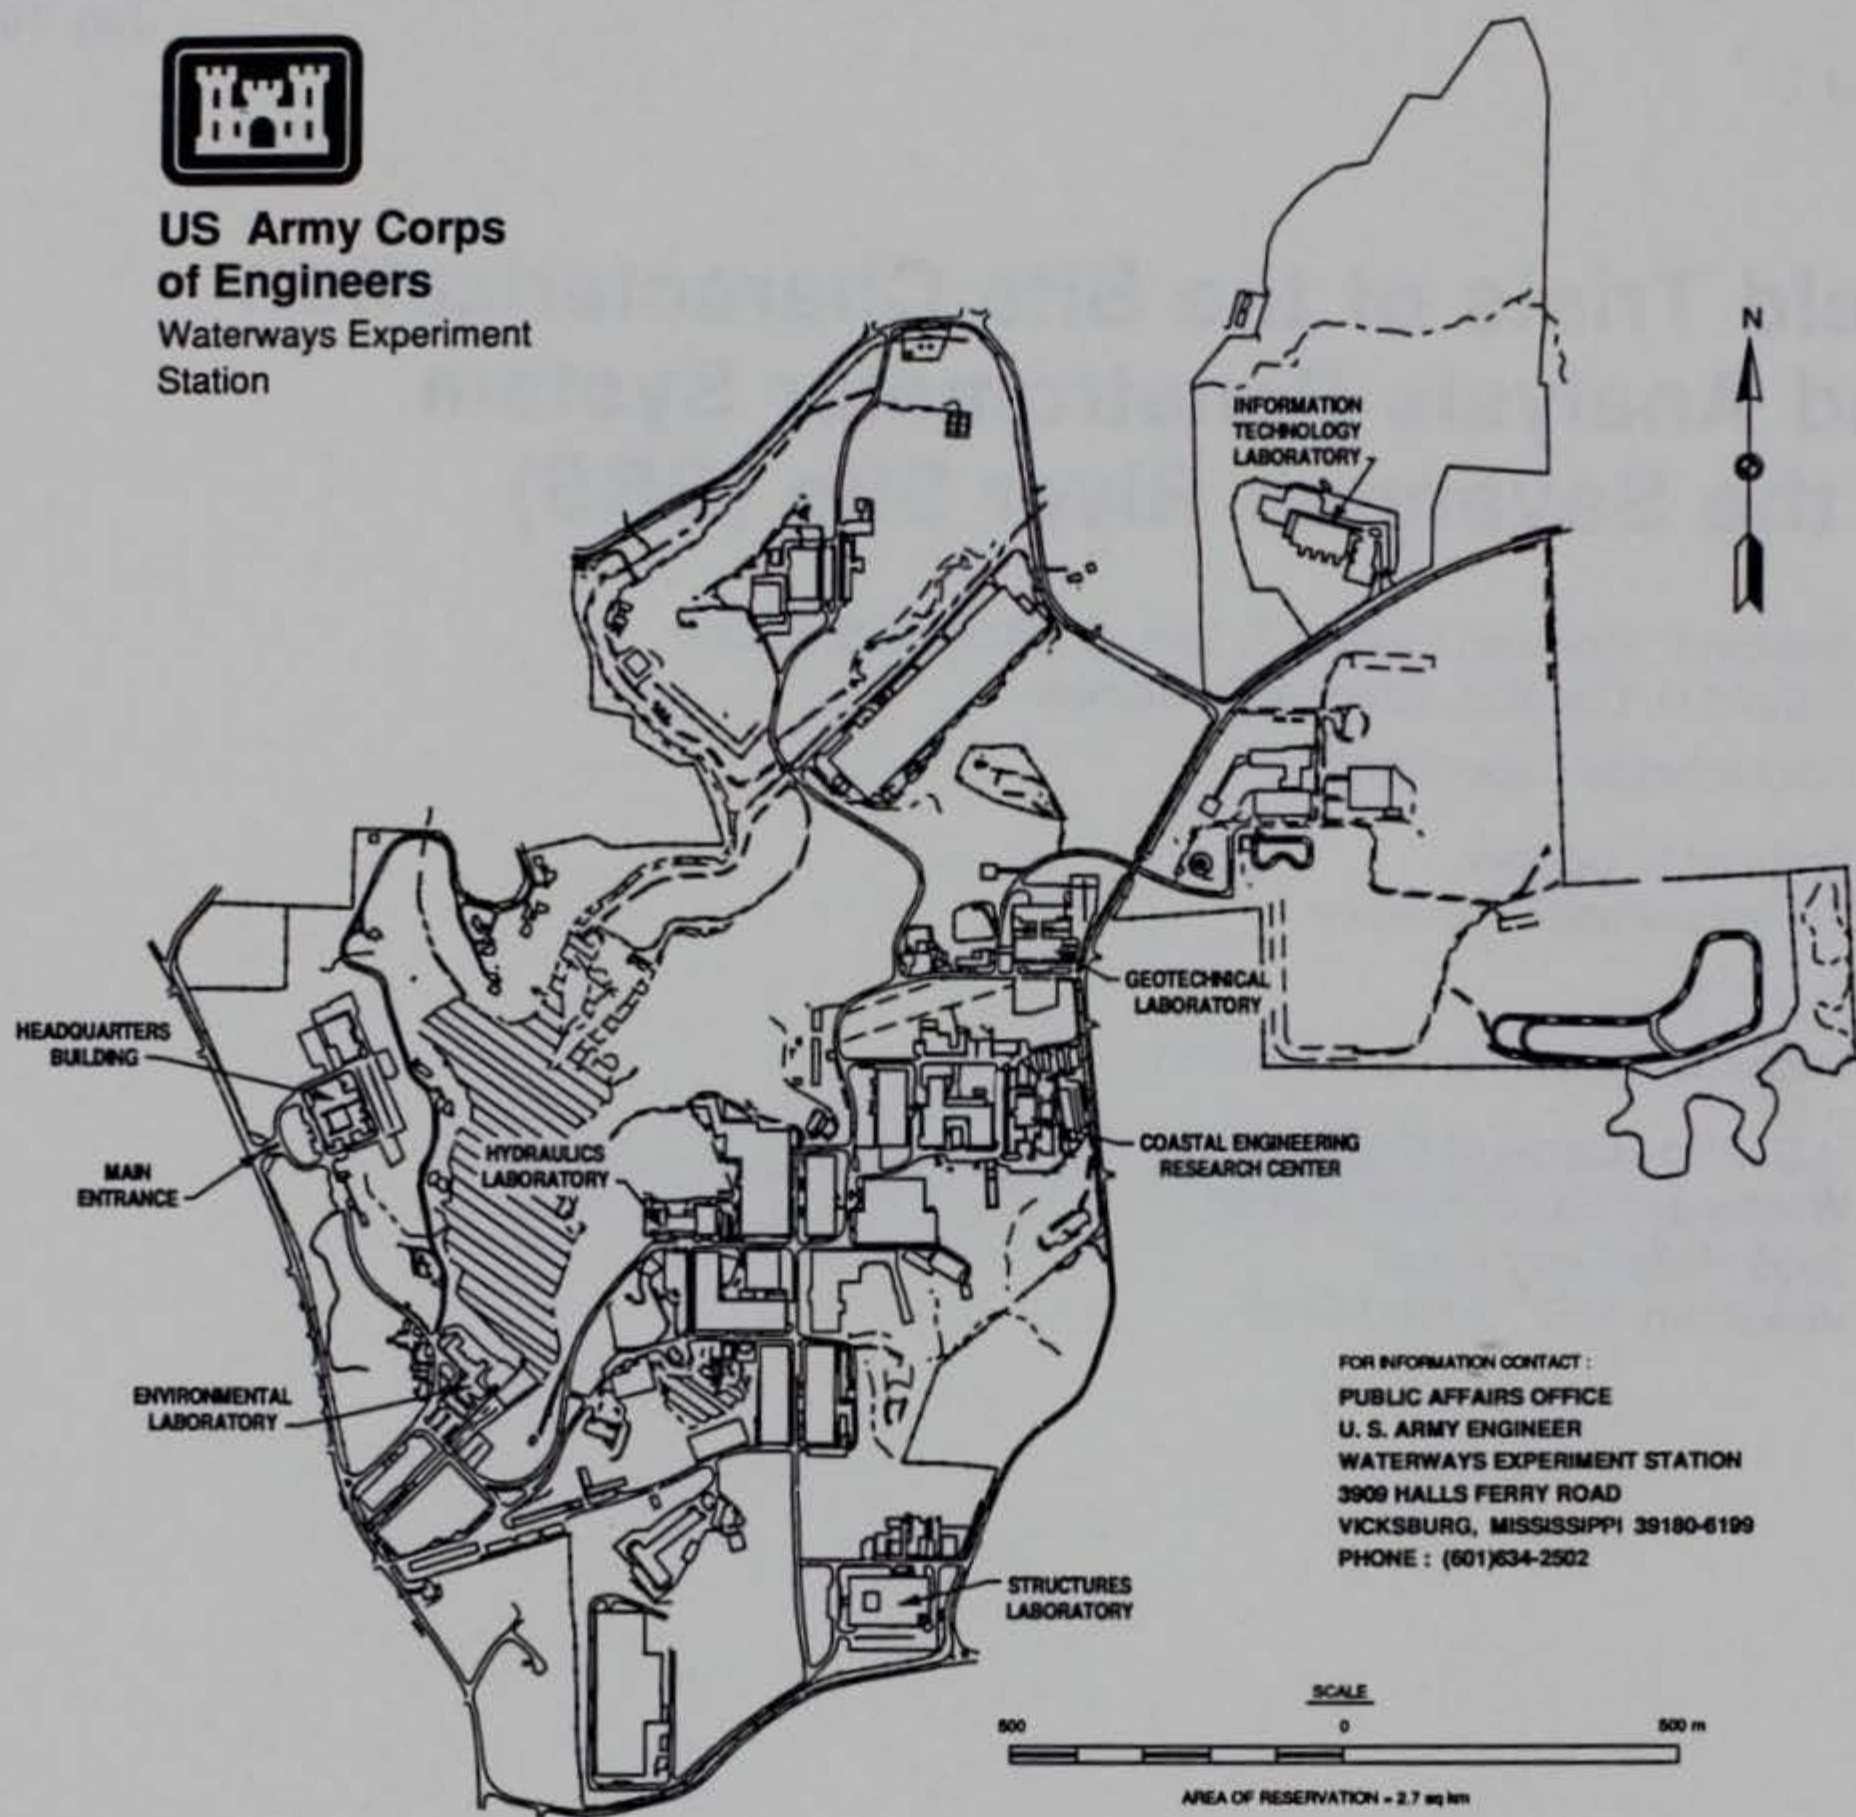 US Army Corps
of Engineers
Waterways Experiment
Station
N
INFORMATION
TECHNOLOGY
LABORATORY
HEADQUARTERS
BUILDING
GEOTECHNICAL
LABORATORY
MAIN
ENTRANCE
HYDRAULICS
LABORATORY
COASTAL ENGINEERING
RESEARCH CENTER
ENVIRONMENTAL
LABORATORY
STRUCTURES
LABORATORY
FOR INFORMATION CONTACT :
PUBLIC AFFAIRS OFFICE
U. S. ARMY ENGINEER
WATERWAYS EXPERIMENT STATION
3909 HALLS FERRY ROAD
VICKSBURG, MISSISSIPPI 39180-6199
PHONE : (601)634-2502
SCALE
500 0 500 m
AREA OF RESERVATION = 2.7 sq km